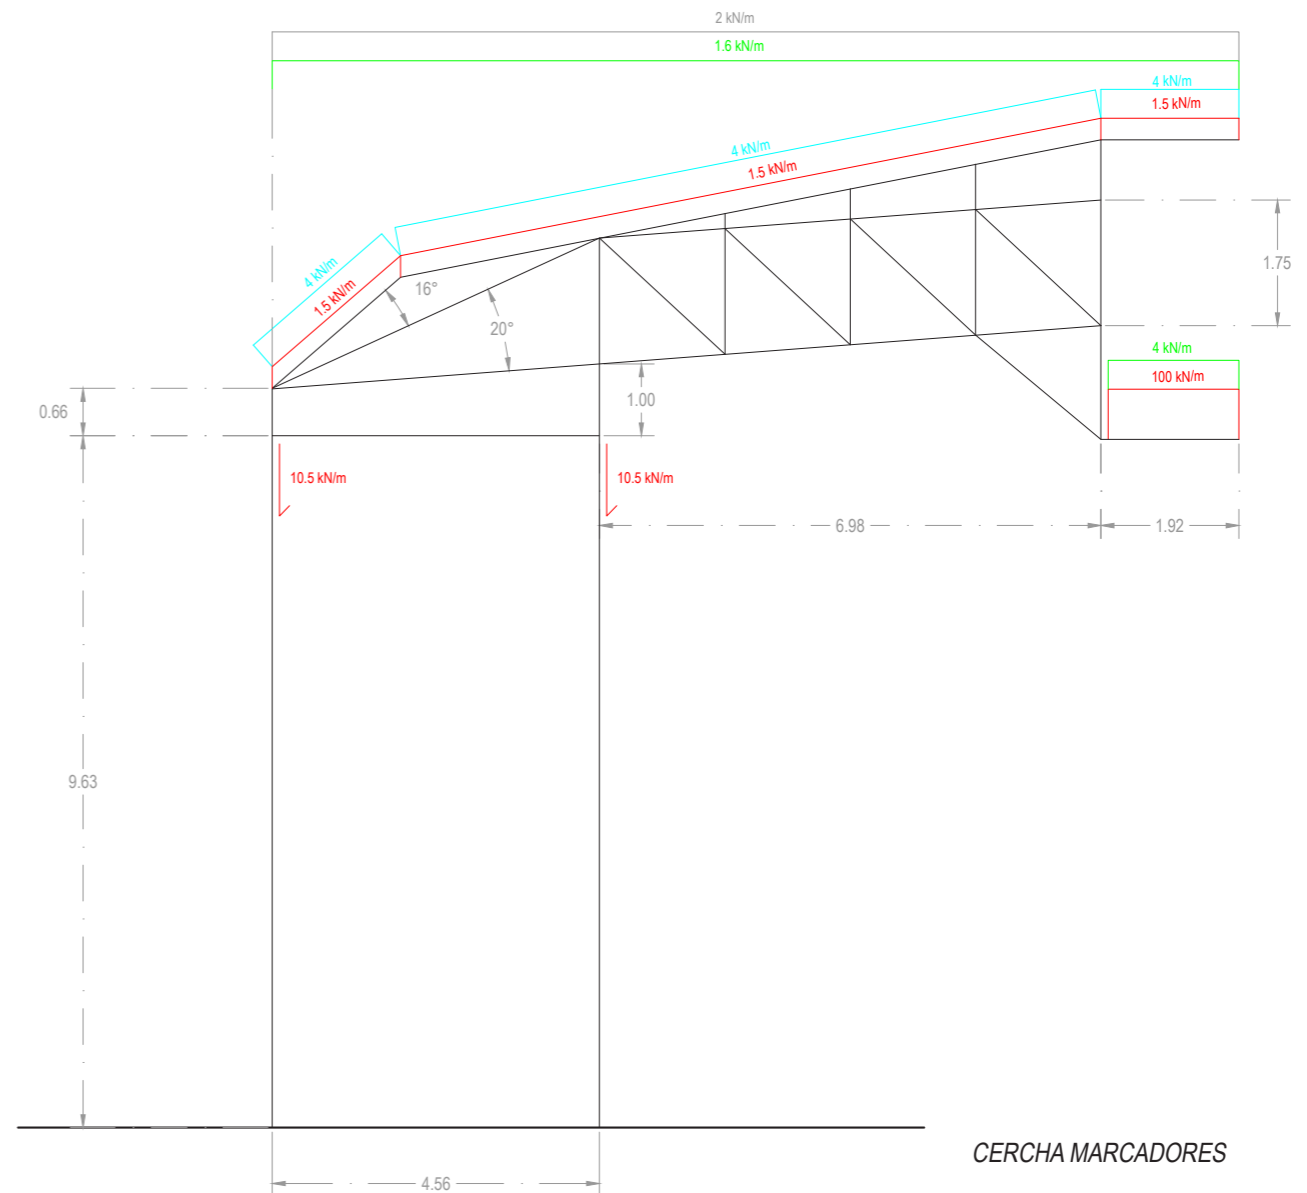 2 kN/m
1.6 kN/m
4 kN/m
1.5 kN/m
4 kN/m
1.5 kN/m
4 kN/m
1.5 kN/m
16°
20°
1.75
4 kN/m
100 kN/m
0.66
1.00
10.5 kN/m
10.5 kN/m
6.98
1.92
9.63
CERCHA MARCADORES
4.56